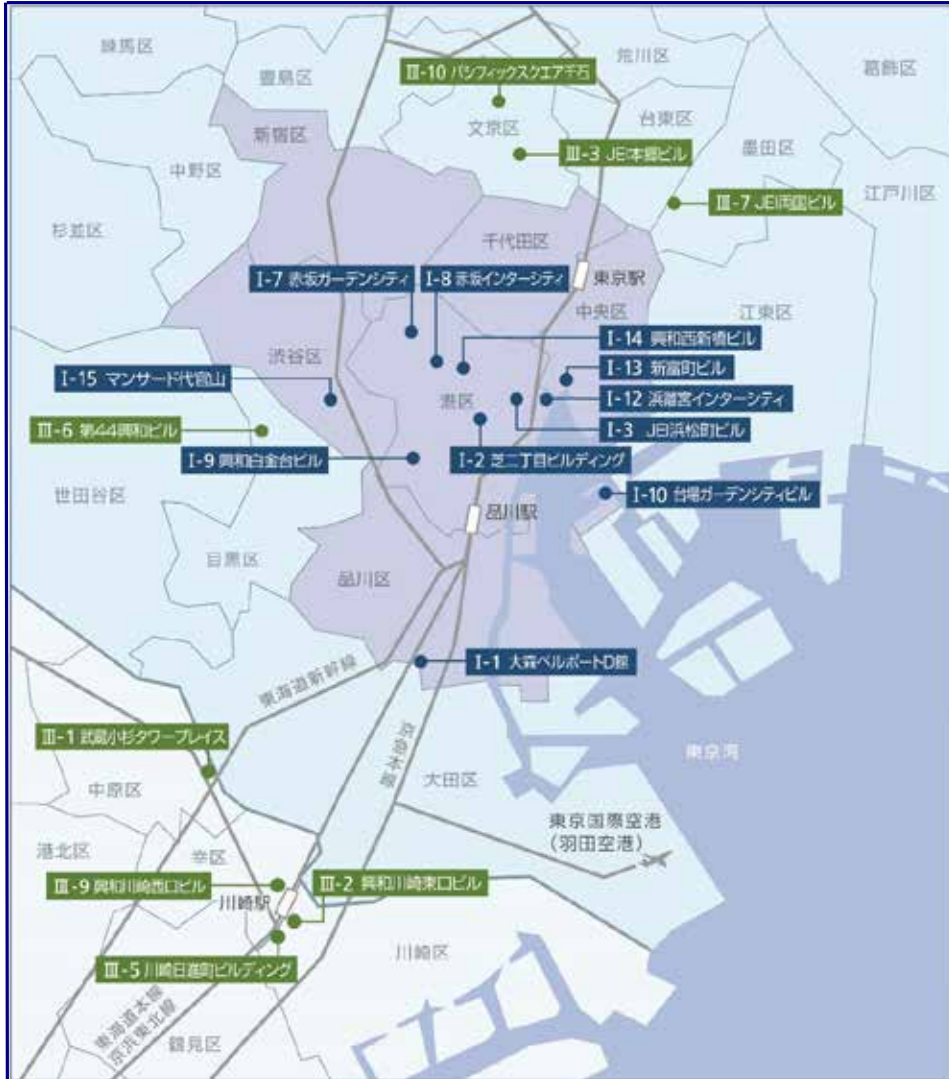 練馬区
豊島区
荒川区
葛飾区
III-10 パシフィックスクエア千石
新宿区
文京区
台東区
中野区
III-3 JEI本郷ビル
墨田区
江戸川区
杉並区
III-7 JEI両国ビル
千代田区
I-7 赤坂ガーデンシティ
I-8 赤坂インターシティ
東京駅
中央区
江東区
I-14 興和西新橋ビル
渋谷区
I-13 新富町ビル
I-15 マンサード代官山
港区
I-12 浜離宮インターシティ
III-6 第44興和ビル
I-3 JEI浜松町ビル
I-9 興和白金台ビル
I-2 芝二丁目ビルディング
世田谷区
I-10 台場ガーデンシティビル
品川駅
目黒区
品川区
I-1 大森ベルポートD館
東海道新幹線
京急本線
III-1 武蔵小杉タワープレイス
東京湾
中原区
大田区
東京国際空港
(羽田空港)
港北区
幸区
III-9 興和川崎西口ビル
III-2 興和川崎東口ビル
川崎駅
III-5 川崎日進町ビルディング
川崎区
東海道本線
京浜東北線
鶴見区